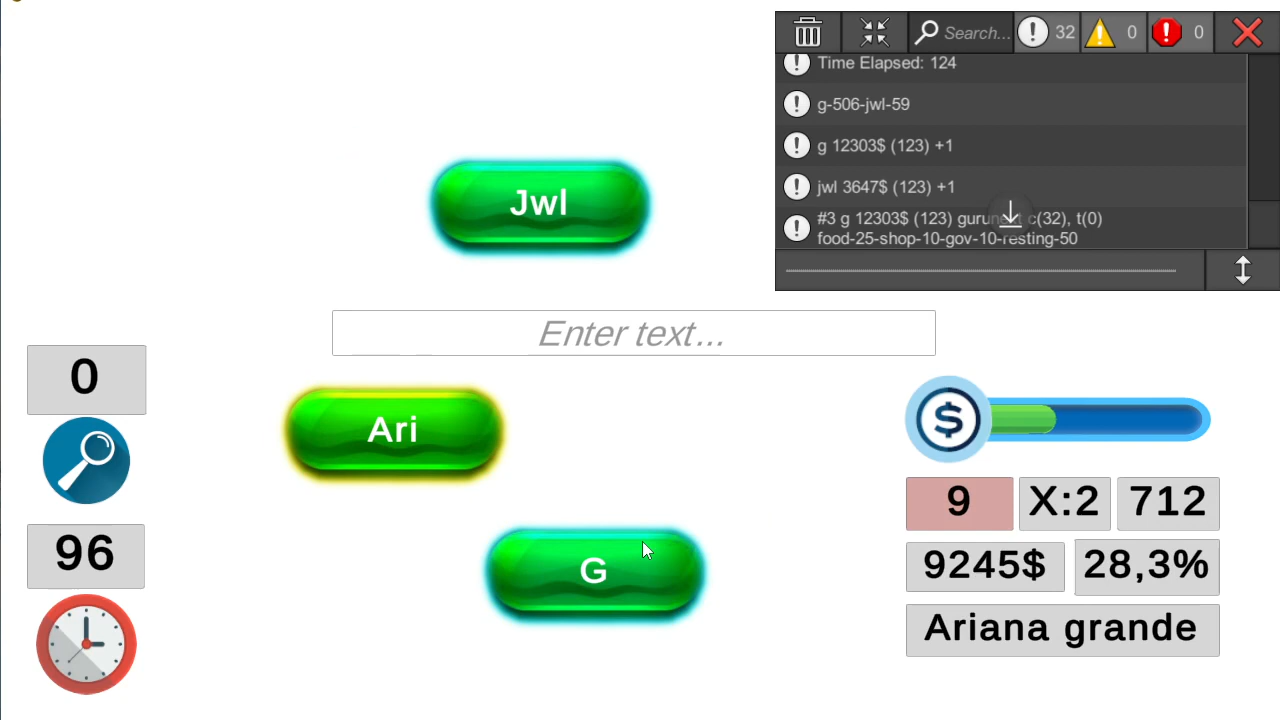 Search...
32
0
0
Time Elapsed: 124
g-506-jwl-59
g 12303$ (123) +1
jwl 3647$ (123) +1
#3 g 12303$ (123) c(32), t(0)
food-25-shop-10-gov-10-resting-50
Jwl
Enter text...
0
Ari
$
9
X:2
712
96
9245$
28,3%
G
Ariana grande